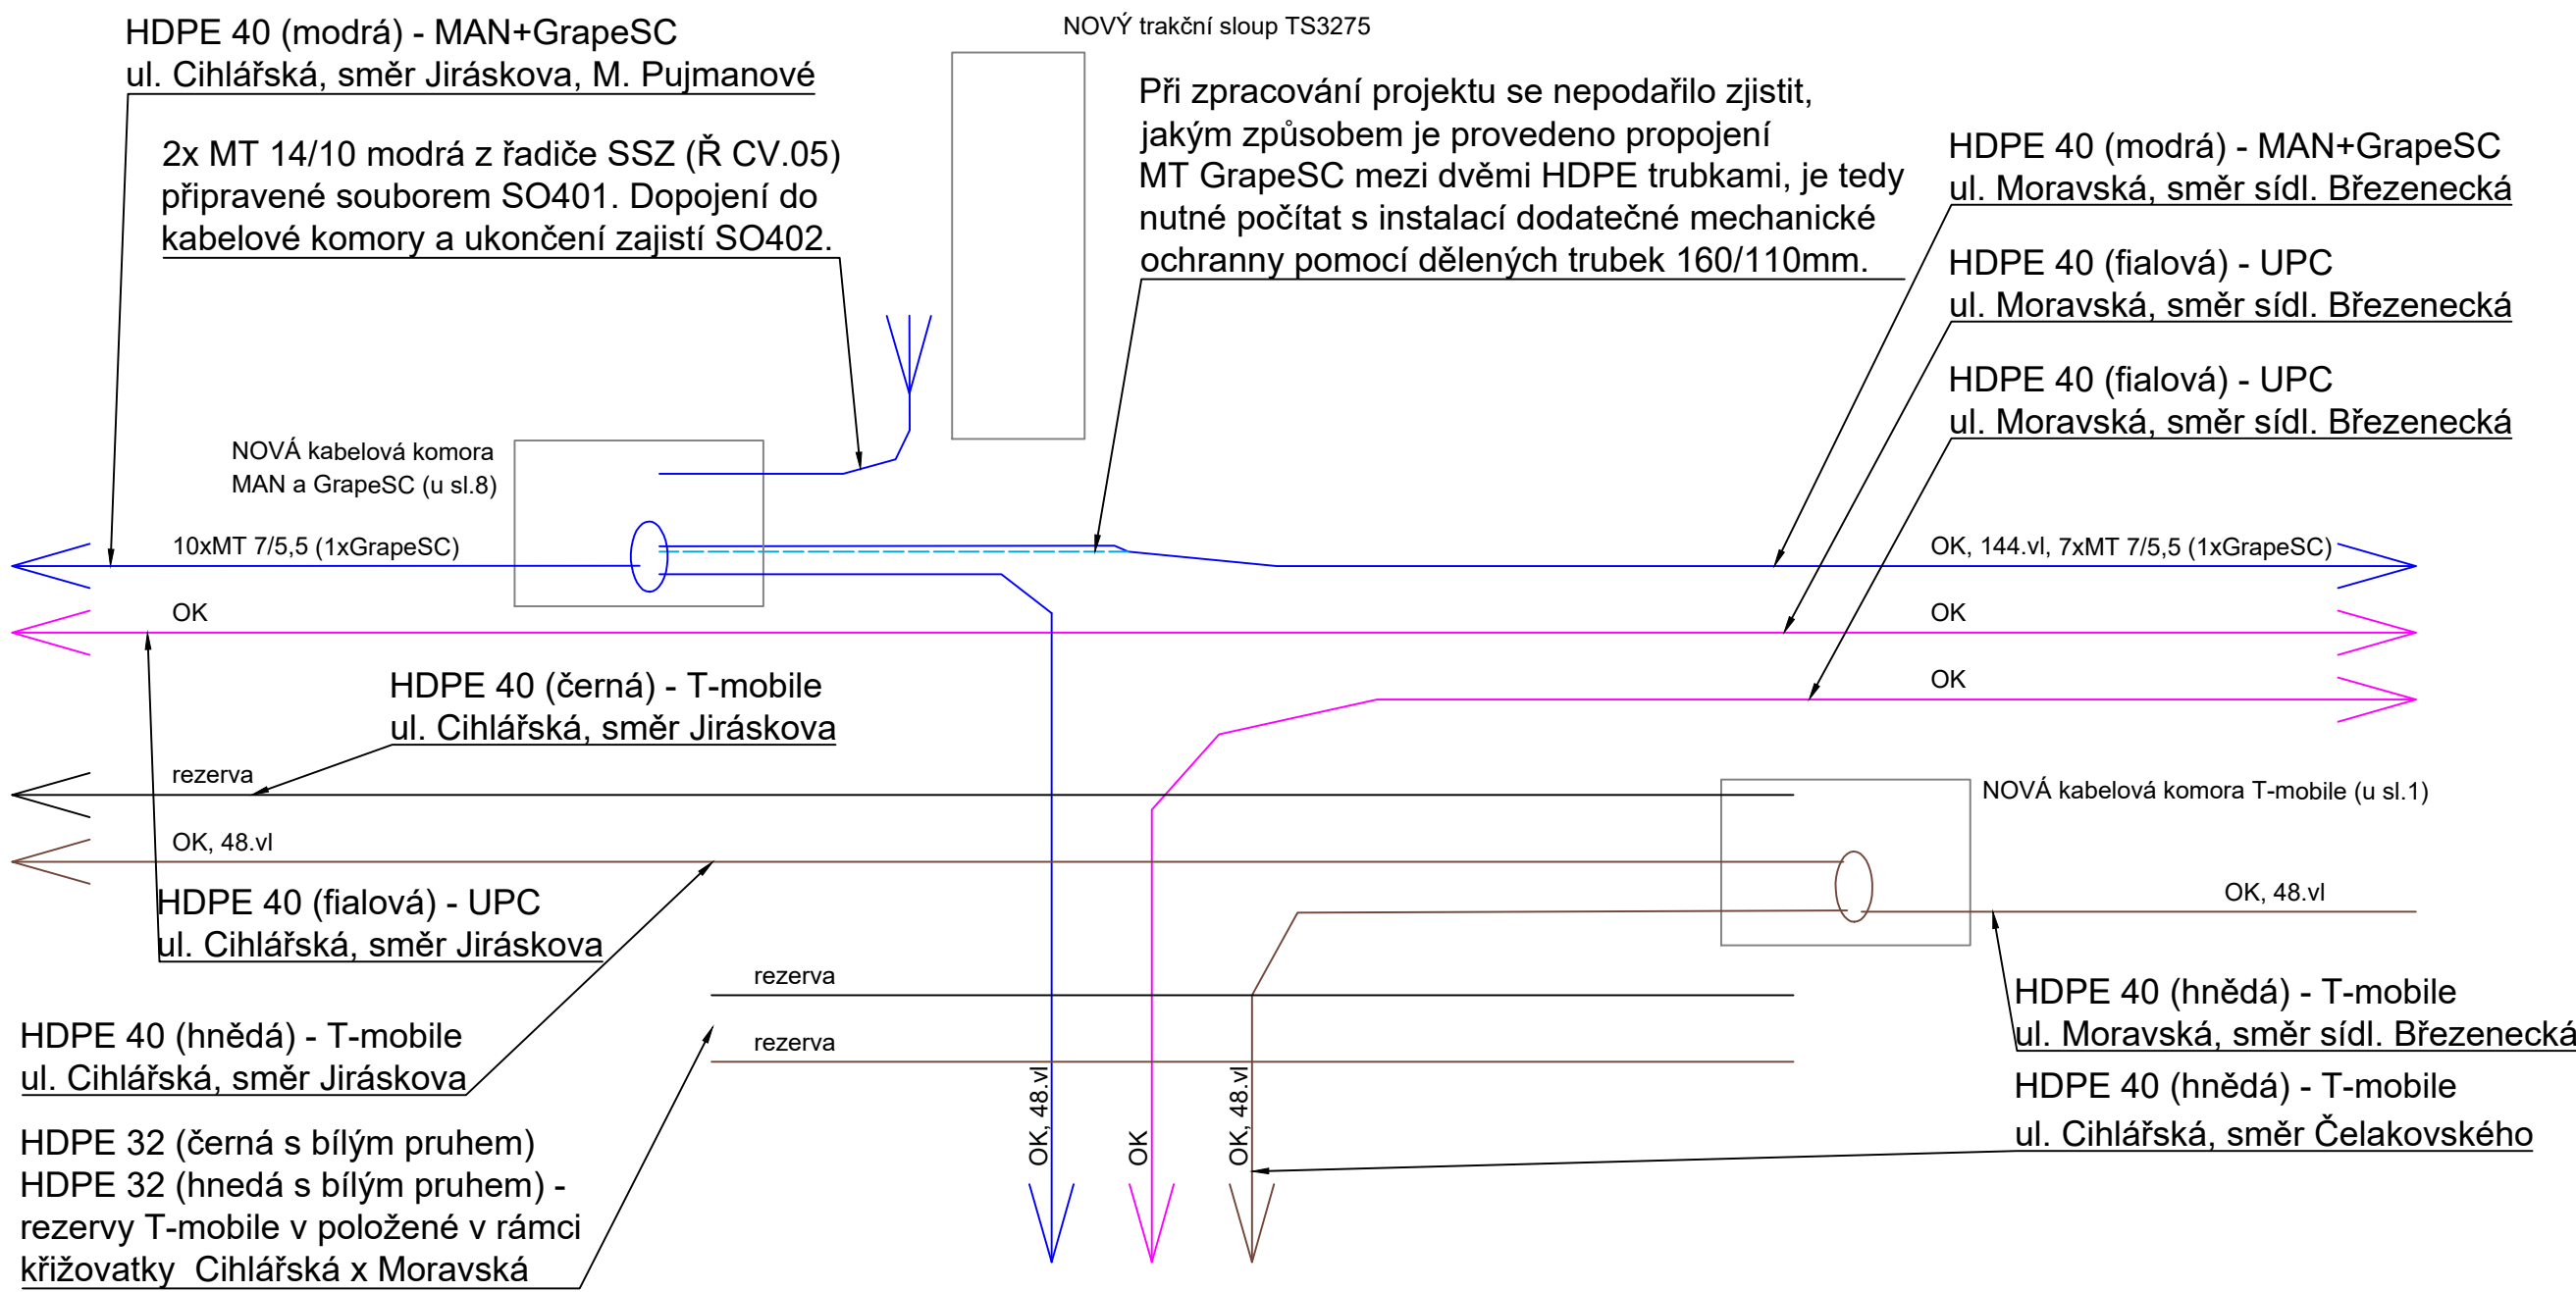 HDPE 40 (modrá) - MAN+GrapeSC
ul. Cihlářská, směr Jiráskova, M. Pujmanové
NOVÝ trakční sloup TS3275
2x MT 14/10 modrá z řadiče SSZ (Ř CV.05)
připravené souborem SO401. Dopojení do
kabelové komory a ukončení zajistí SO402.
Při zpracování projektu se nepodařilo zjistit,
jakým způsobem je provedeno propojení
MT GrapeSC mezi dvěmi HDPE trubkami, je tedy
nutné počítat s instalací dodatečné mechanické
ochranny pomocí dělených trubek 160/110mm.
HDPE 40 (modrá) - MAN+GrapeSC
ul. Moravská, směr sídl. Březenecká
HDPE 40 (fialová) - UPC
ul. Moravská, směr sídl. Březenecká
HDPE 40 (fialová) - UPC
ul. Moravská, směr sídl. Březenecká
NOVÁ kabelová komora
MAN a GrapeSC (u sl.8)
10xMT 7/5,5 (1xGrapeSC)
OK, 144.vl, 7xMT 7/5,5 (1xGrapeSC)
OK
OK
OK
HDPE 40 (černá) - T-mobile
ul. Cihlářská, směr Jiráskova
rezerva
NOVÁ kabelová komora T-mobile (u sl.1)
OK, 48.vl
OK, 48.vl
HDPE 40 (fialová) - UPC
ul. Cihlářská, směr Jiráskova
rezerva
rezerva
HDPE 40 (hnědá) - T-mobile
ul. Moravská, směr sídl. Březenecká
HDPE 40 (hnědá) - T-mobile
ul. Cihlářská, směr Jiráskova
OK, 48.vl
OK
OK, 48.vl
HDPE 40 (hnědá) - T-mobile
ul. Cihlářská, směr Čelakovského
HDPE 32 (černá s bílým pruhem)
HDPE 32 (hnedá s bílým pruhem) -
rezervy T-mobile v položené v rámci
křižovatky  Cihlářská x Moravská